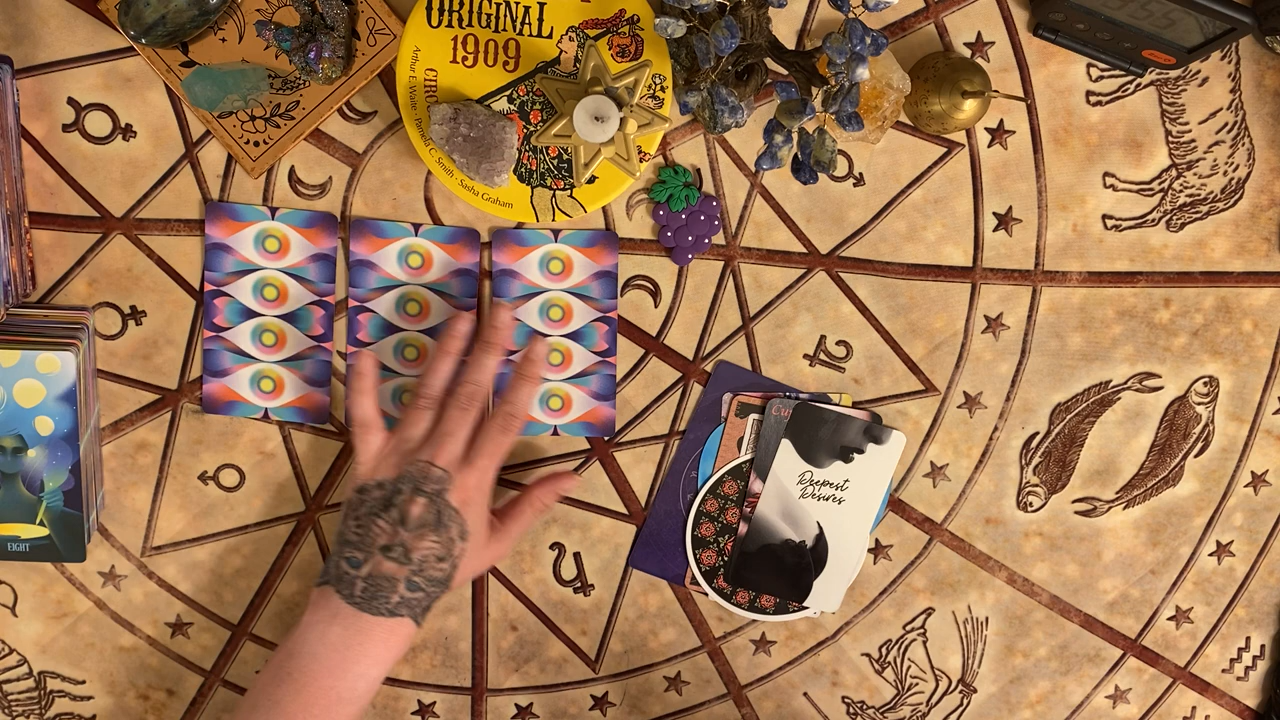 ORIGINAL
1909
Arthur E. Waite · Pamela C. Smith · Sasha Graham
Deepest
Desires
EIGHT